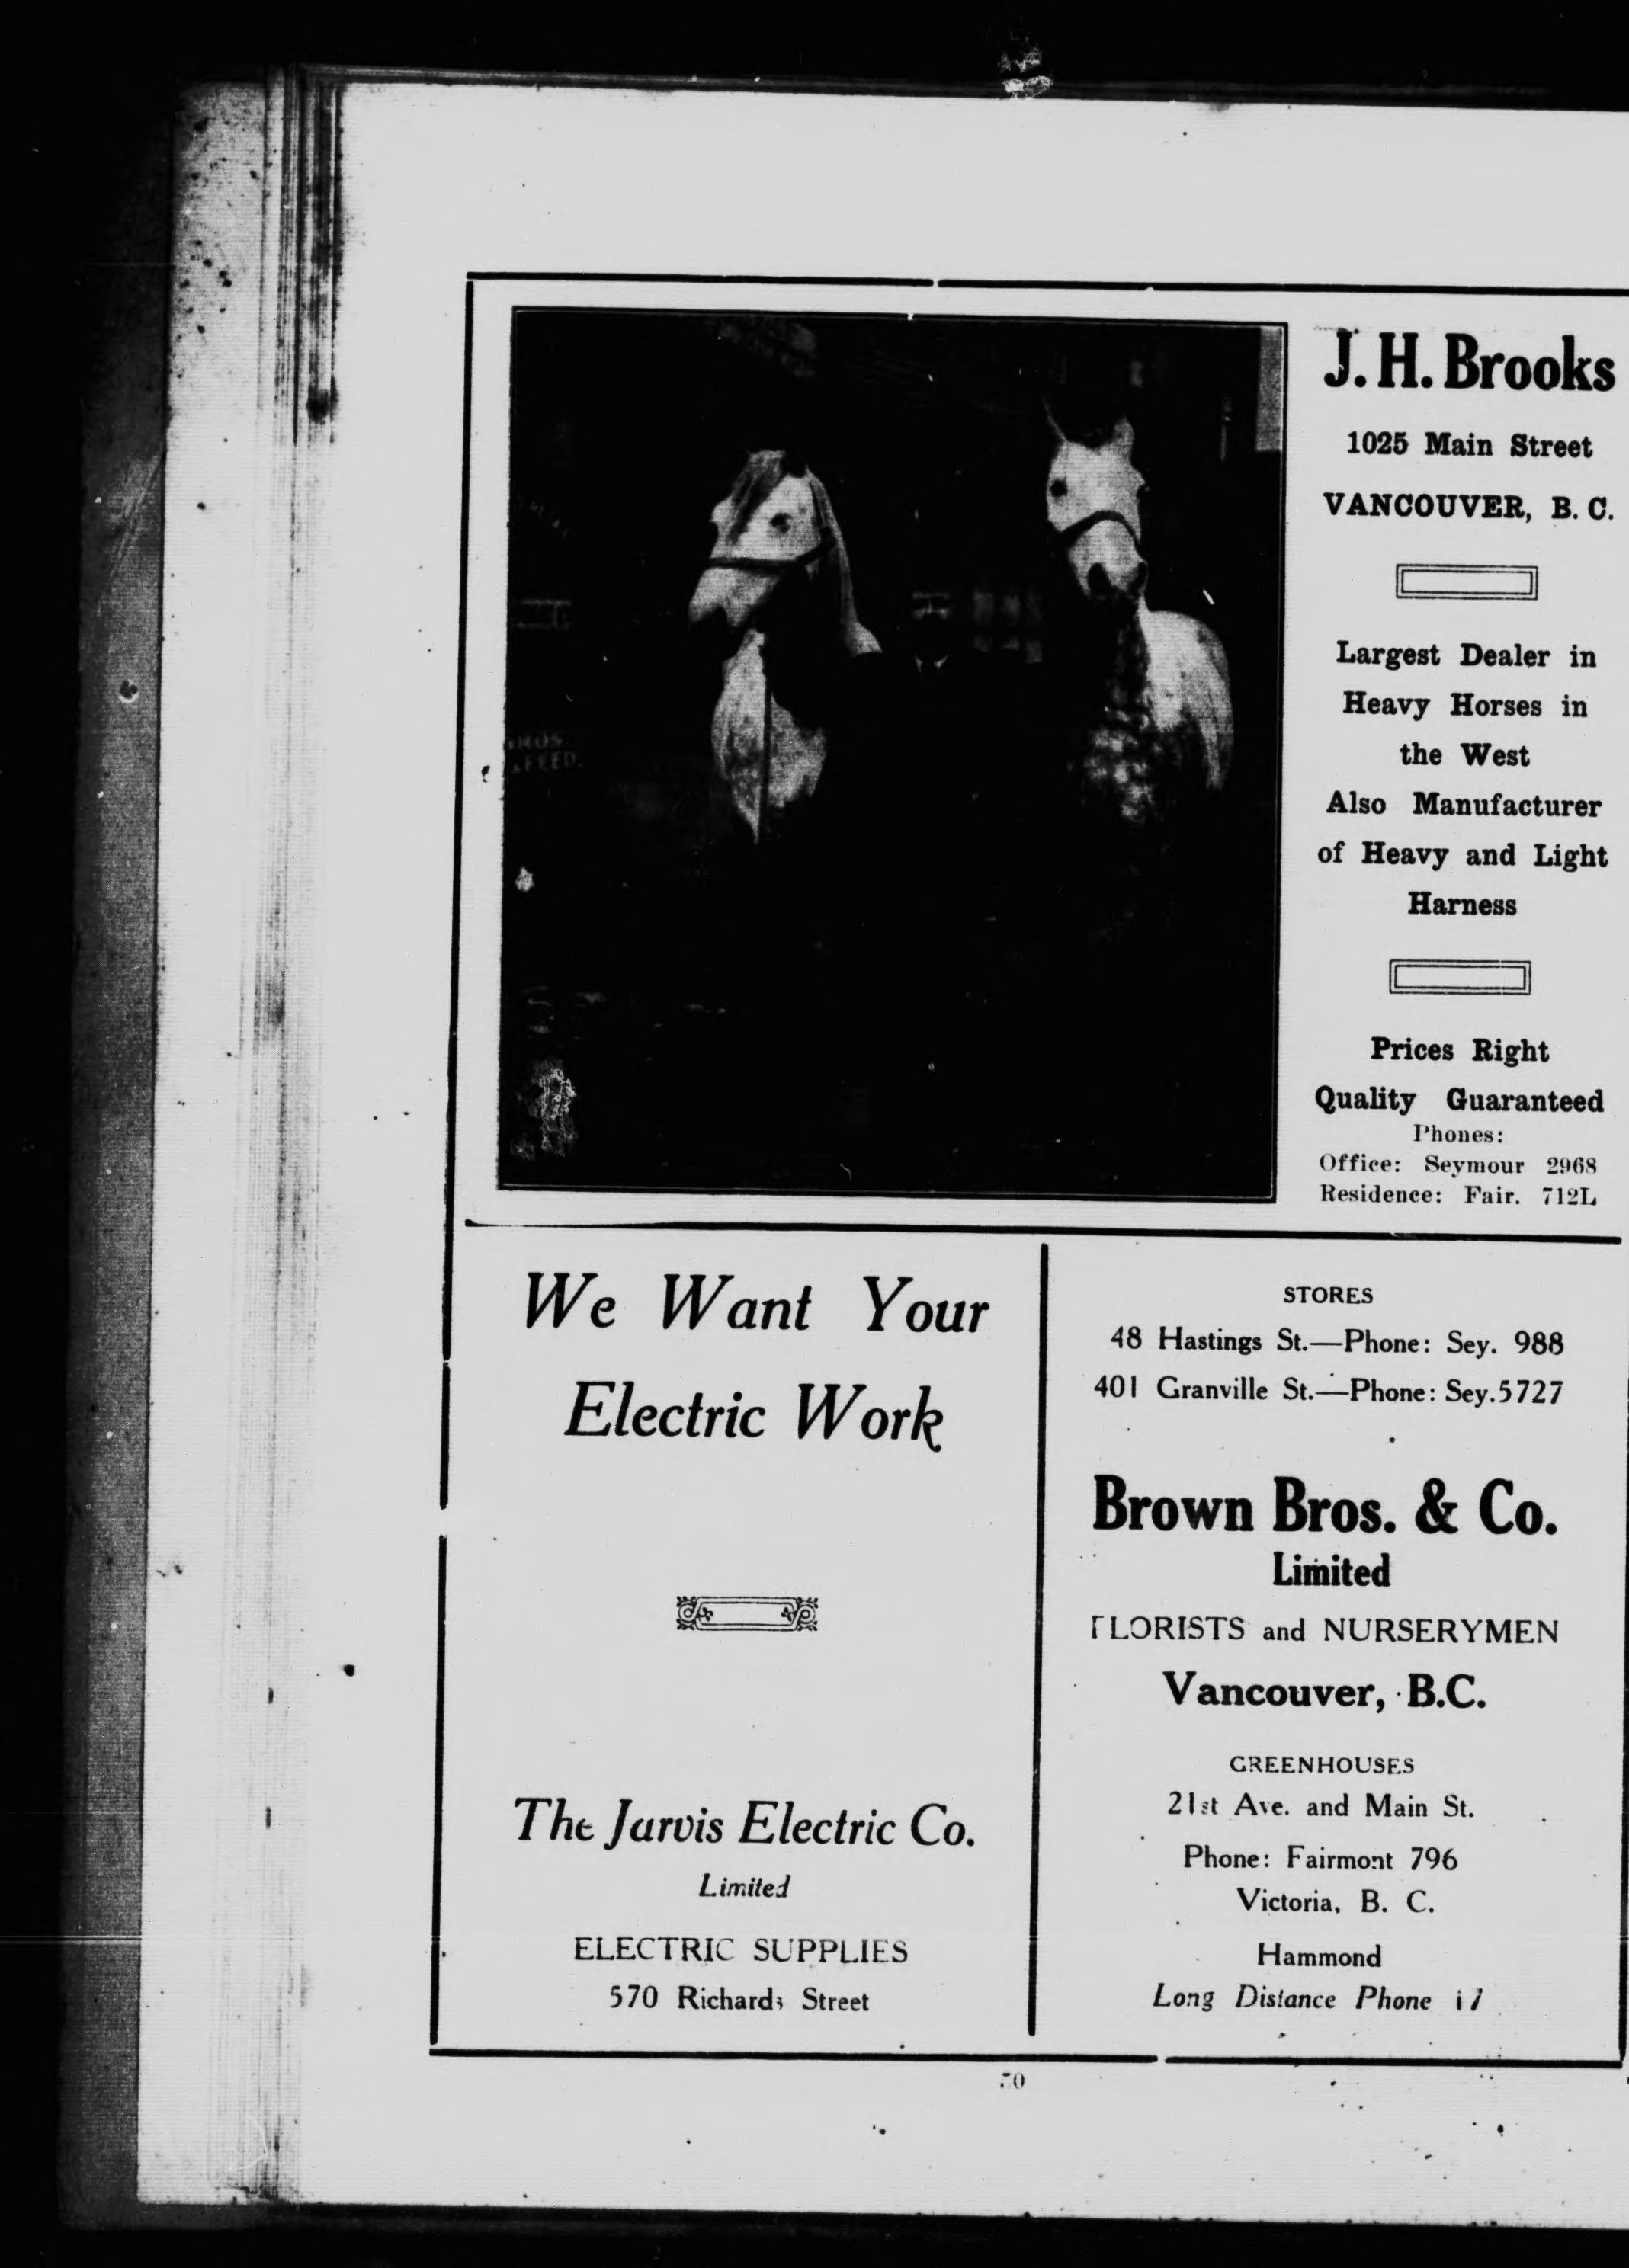 J. H. Brooks
1025 Main Street
VANCOUVER, B. C.
Largest Dealer in
Heavy Horses in
the West
Also Manufacturer
of Heavy and Light
Harness
Prices Right
Quality Guaranteed
Phones:
Office: Seymour 2968
Residence: Fair. 712L
FEED.
We Want Your
Electric Work
The Jarvis Electric Co.
Limited
ELECTRIC SUPPLIES
570 Richards Street
STORES
48 Hastings St.—Phone: Sey. 988
401 Granville St.—Phone: Sey. 5727
Brown Bros. & Co.
Limited
FLORISTS and NURSERYMEN
Vancouver, B.C.
GREENHOUSES
21st Ave. and Main St.
Phone: Fairmont 796
Victoria, B. C.
Hammond
Long Distance Phone